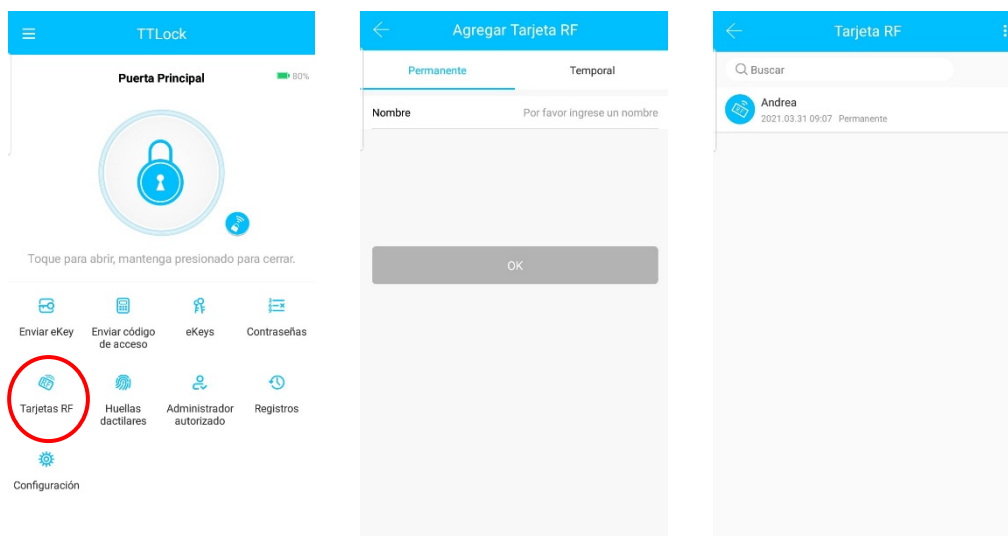 TTLock
Puerta Principal
80%
Toque para abrir, mantenga presionado para cerrar.
Enviar eKey
Enviar código
de acceso
eKeys
Contraseñas
Tarjetas RF
Huellas
dactilares
Administrador
autorizado
Registros
Configuración
Agregar Tarjeta RF
Permanente
Temporal
Nombre
Por favor ingrese un nombre
OK
Tarjeta RF
Buscar
Andrea
2021.03.31 09:07 Permanente